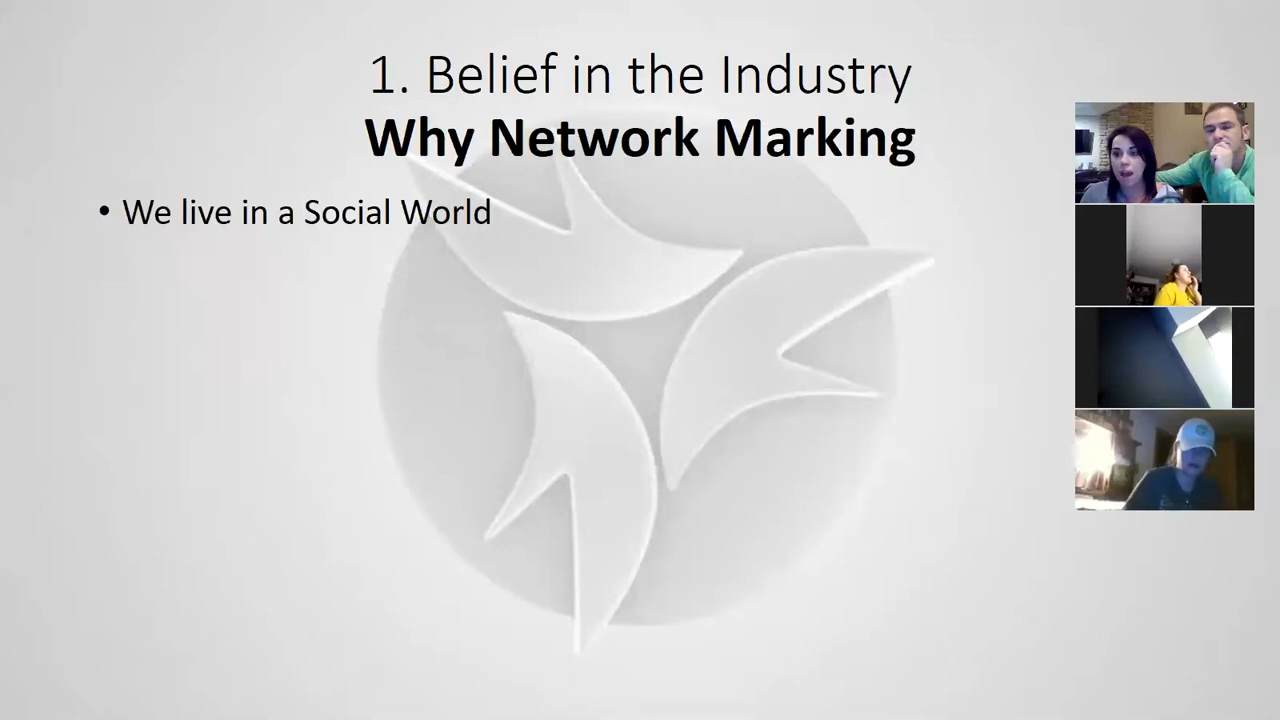 1. Belief in the Industry
Why Network Marking
• We live in a Social World